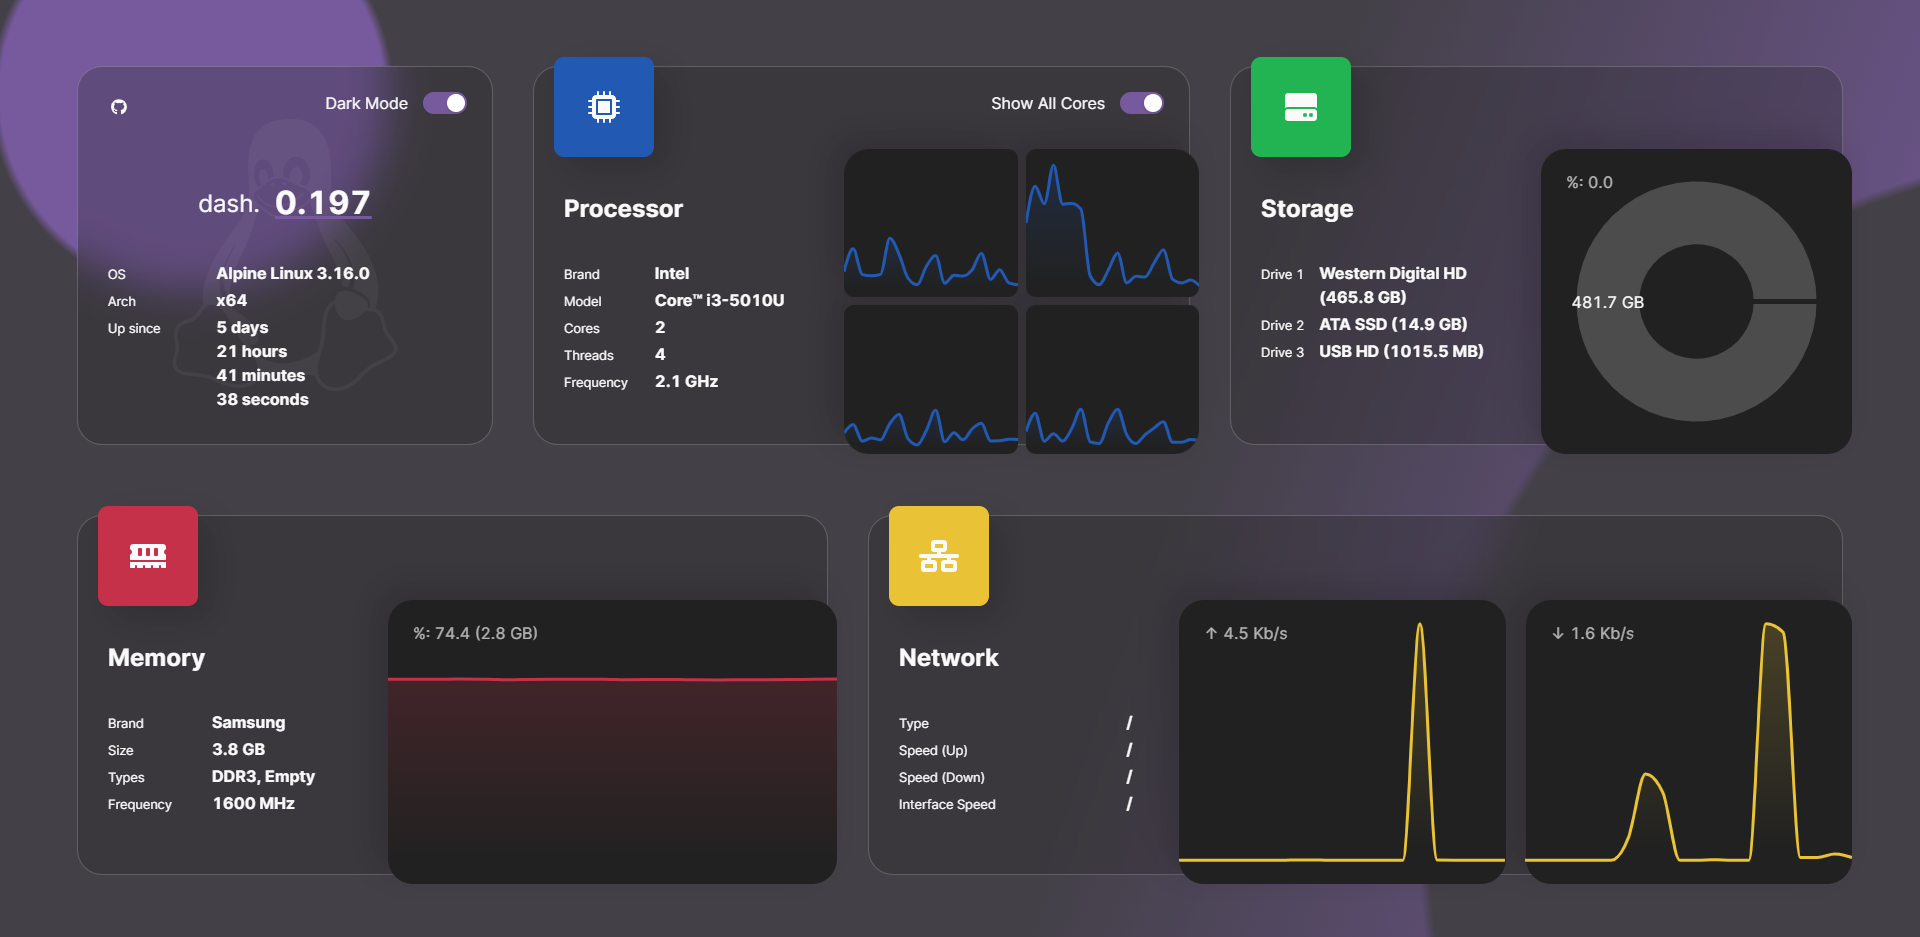 Dark Mode
dash. 0.197
OS Alpine Linux 3.16.0
Arch x64
Up since 5 days
21 hours
41 minutes
38 seconds
Show All Cores
Processor
Brand Intel
Model Core™ i3-5010U
Cores 2
Threads 4
Frequency 2.1 GHz
Storage
Drive 1 Western Digital HD
(465.8 GB)
Drive 2 ATA SSD (14.9 GB)
Drive 3 USB HD (1015.5 MB)
%: 0.0
481.7 GB
Memory
Brand Samsung
Size 3.8 GB
Types DDR3, Empty
Frequency 1600 MHz
%: 74.4 (2.8 GB)
Network
Type /
Speed (Up) /
Speed (Down) /
Interface Speed /
↑ 4.5 Kb/s
↓ 1.6 Kb/s